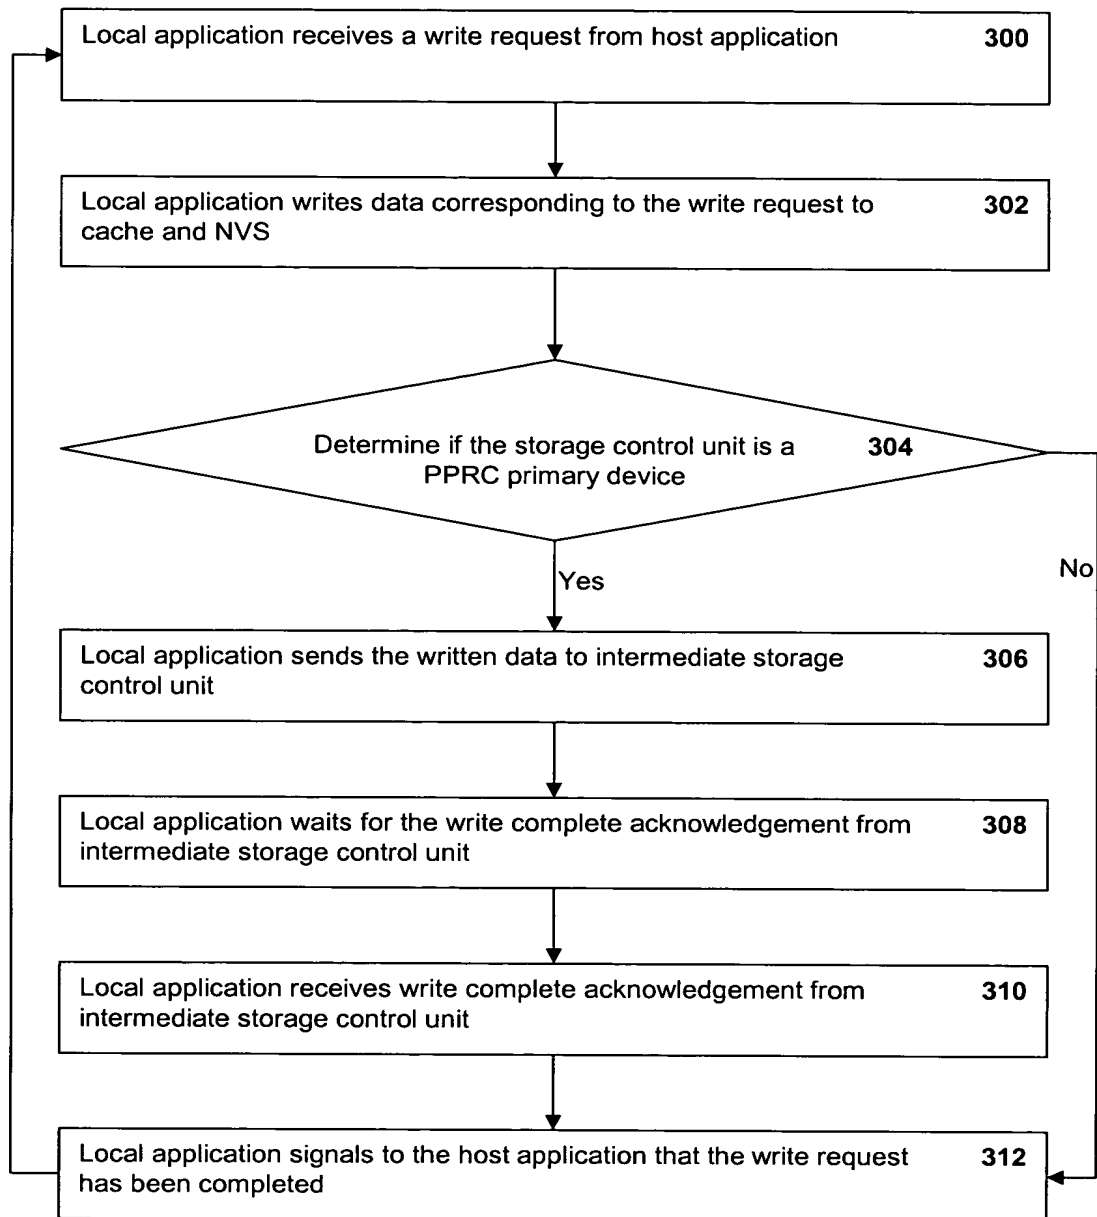 Local application receives a write request from host application 300
Local application writes data corresponding to the write request to 302
cache and NVS
Determine if the storage control unit is a 304
PPRC primary device
Yes
No
Local application sends the written data to intermediate storage 306
control unit
Local application waits for the write complete acknowledgement from 308
intermediate storage control unit
Local application receives write complete acknowledgement from 310
intermediate storage control unit
Local application signals to the host application that the write request 312
has been completed